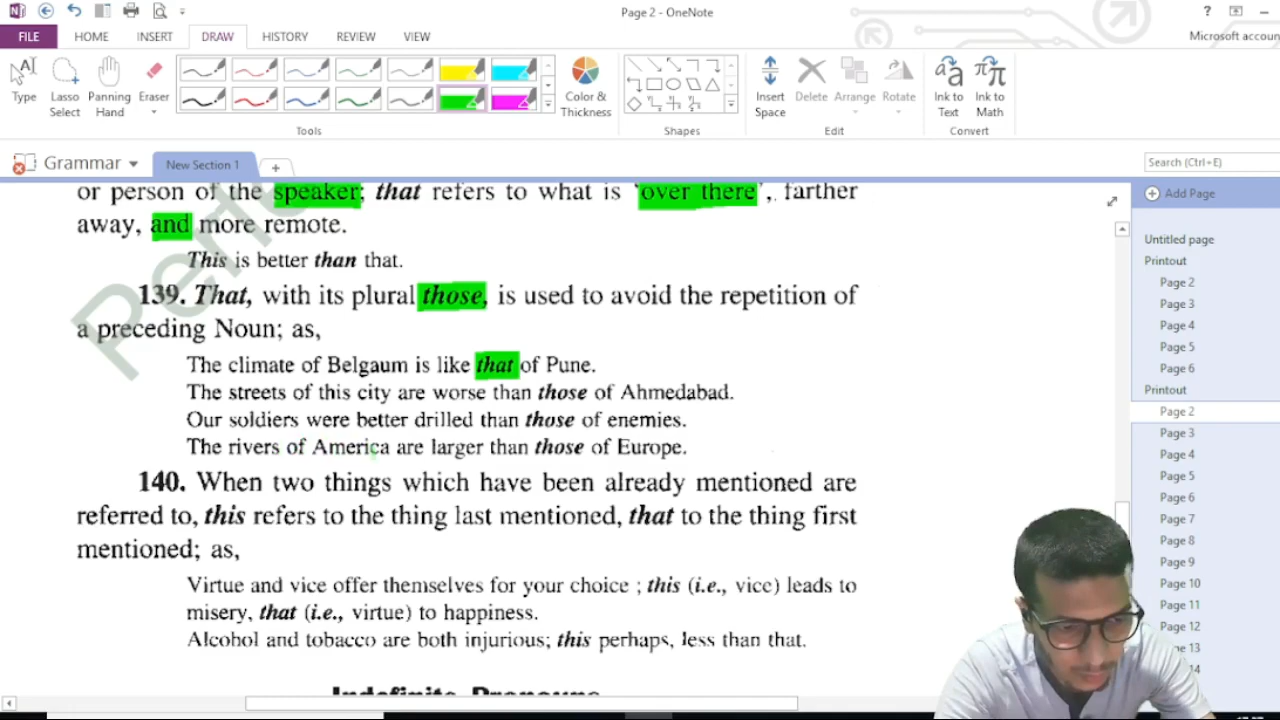 Page 2 - OneNote
?
FILE HOME INSERT DRAW HISTORY REVIEW VIEW
Microsoft accoun
Type
Lasso Select
Panning Hand
Eraser
Color & Thickness
Insert Space
Delete
Arrange
Rotate
Ink to Text
Ink to Math
Tools
Shapes
Edit
Convert
Grammar
New Section 1
Search (Ctrl+E)
or person of the speaker; that refers to what is 'over there', farther
away, and more remote.
This is better than that.
139. That, with its plural those, is used to avoid the repetition of
a preceding Noun; as,
The climate of Belgaum is like that of Pune.
The streets of this city are worse than those of Ahmedabad.
Our soldiers were better drilled than those of enemies.
The rivers of America are larger than those of Europe.
140. When two things which have been already mentioned are
referred to, this refers to the thing last mentioned, that to the thing first
mentioned; as,
Virtue and vice offer themselves for your choice ; this (i.e., vice) leads to
misery, that (i.e., virtue) to happiness.
Alcohol and tobacco are both injurious; this perhaps, less than that.
Indefinite Pronouns
Add Page
Untitled page
Printout
Page 2
Page 3
Page 4
Page 5
Page 6
Printout
Page 2
Page 3
Page 4
Page 5
Page 6
Page 7
Page 8
Page 9
Page 10
Page 11
Page 12
13
14